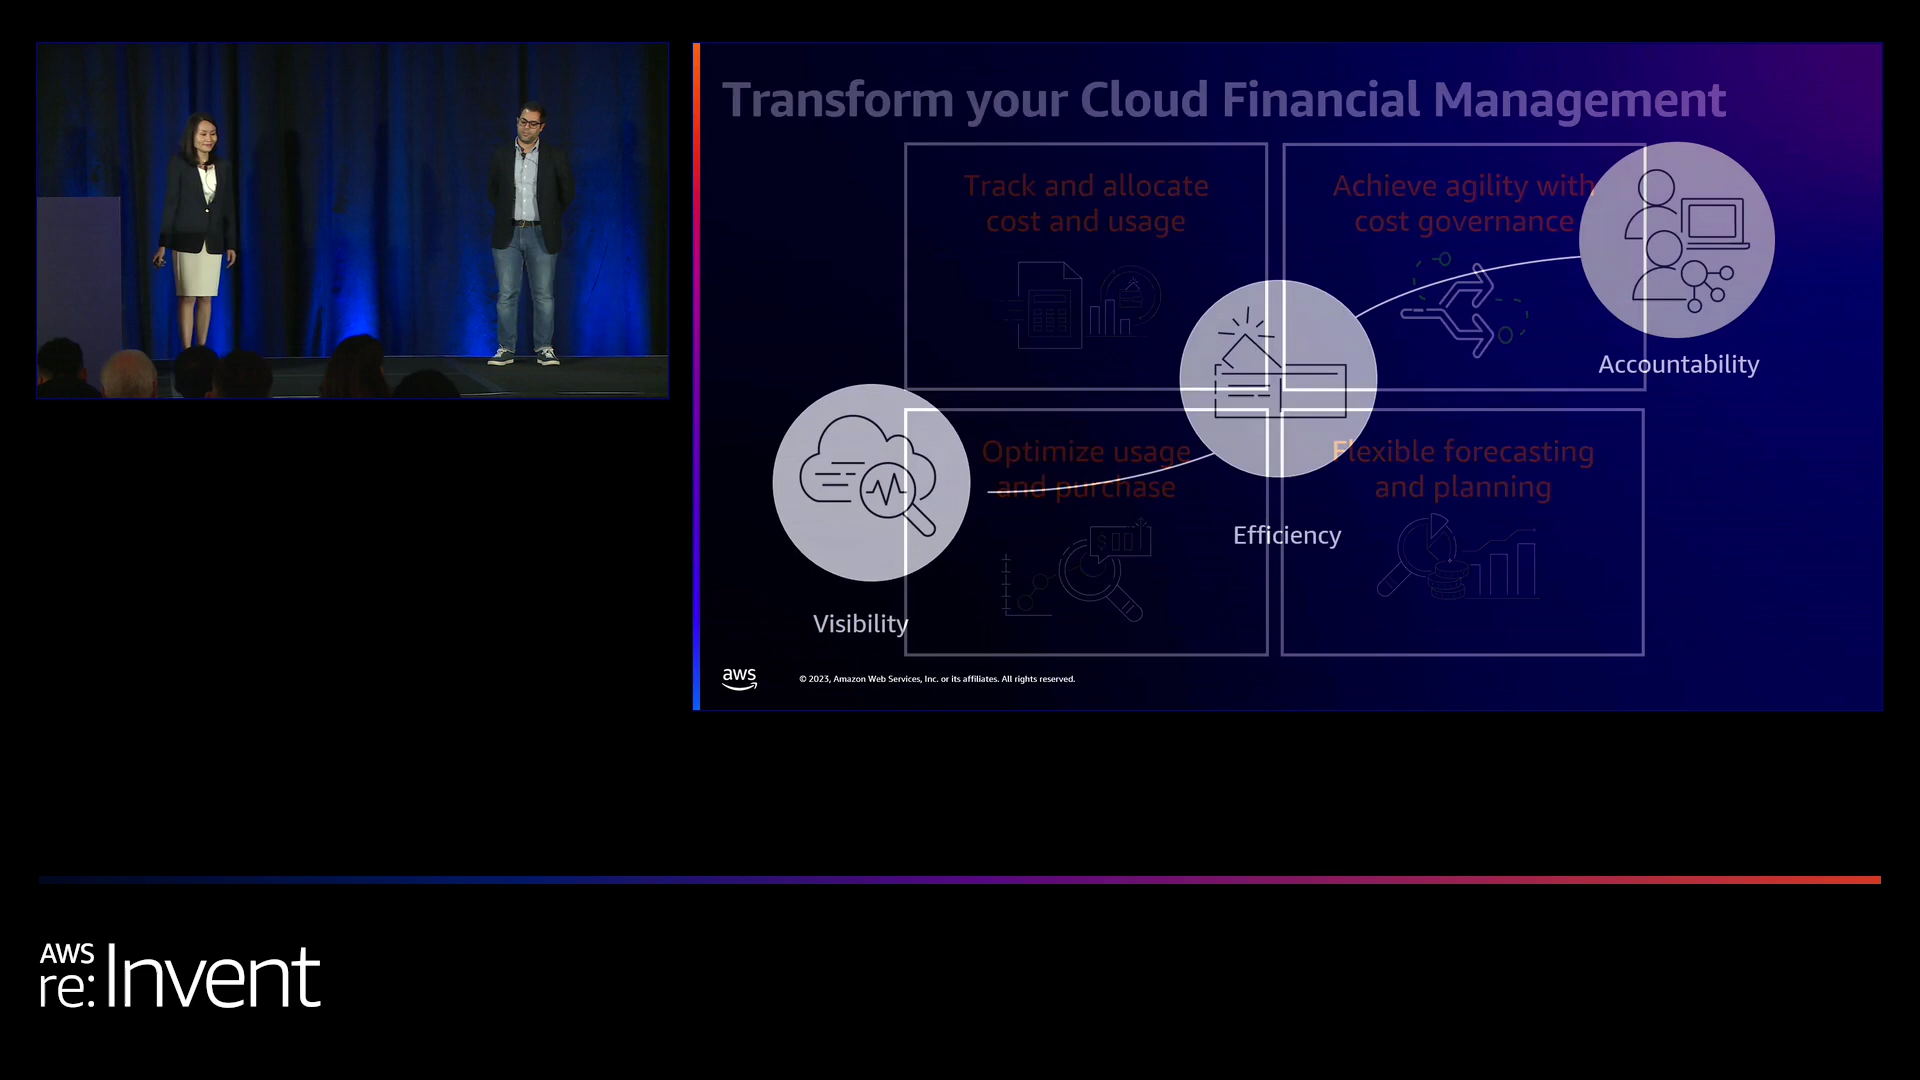 Transform your Cloud Financial Management
Track and allocate
cost and usage
Achieve agility with
cost governance
Accountability
Optimize usage
and purchase
Flexible forecasting
and planning
Efficiency
Visibility
aws
© 2023, Amazon Web Services, Inc. or its affiliates. All rights reserved.
AWS
re:Invent